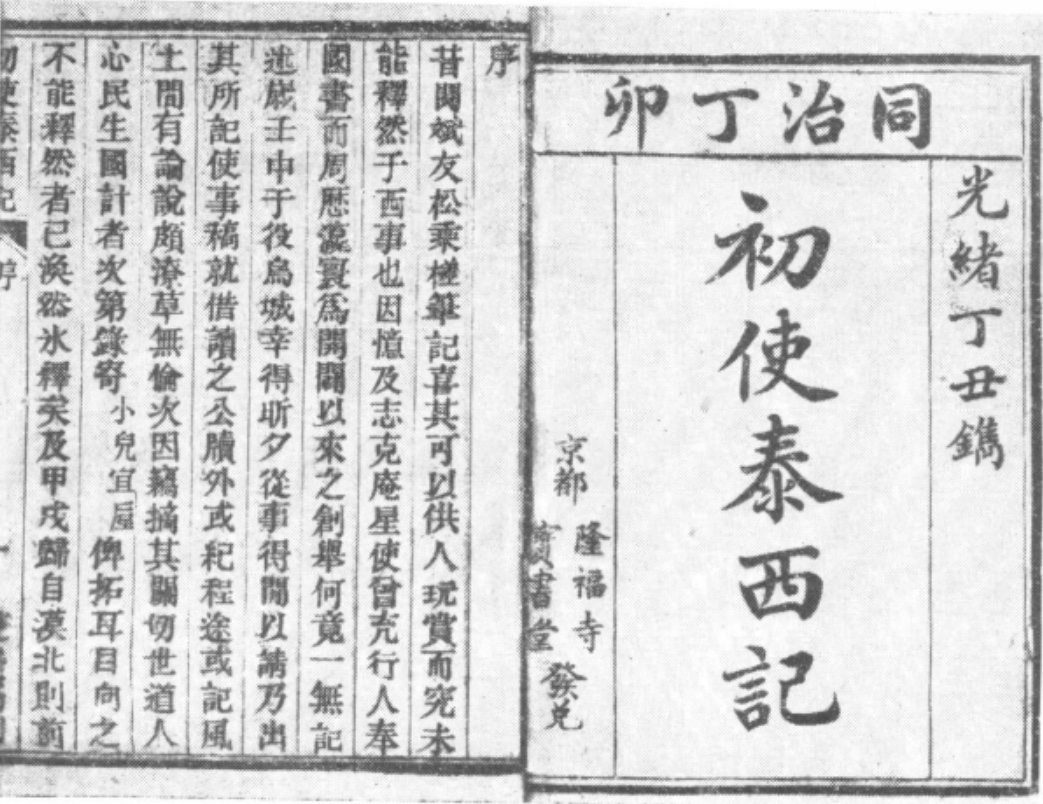 同治丁卯
光緒丁丑鐫
初使泰西記
京都
隆福寺
寶書堂
發兌
序
昔閱斌友松乘槎筆記喜其可以供人玩賞而究未
能釋然于西事也因憶及志克庵星使曾充行人奉
國書而周歷瀛寰為開闢以來之創舉何竟一無記
述歲壬申于役烏城幸得昕夕從事得閒以請乃出
其所記使事稿就借讀之公牘外或紀程途或記風
土間有論說頗潦草無倫次因竊摘其關切世道人
心民生國計者次第錄寄小兒宜垕俾拓耳目向之
不能釋然者已渙然冰釋矣及甲戌歸自漠北則前
初使泰西記
序
一